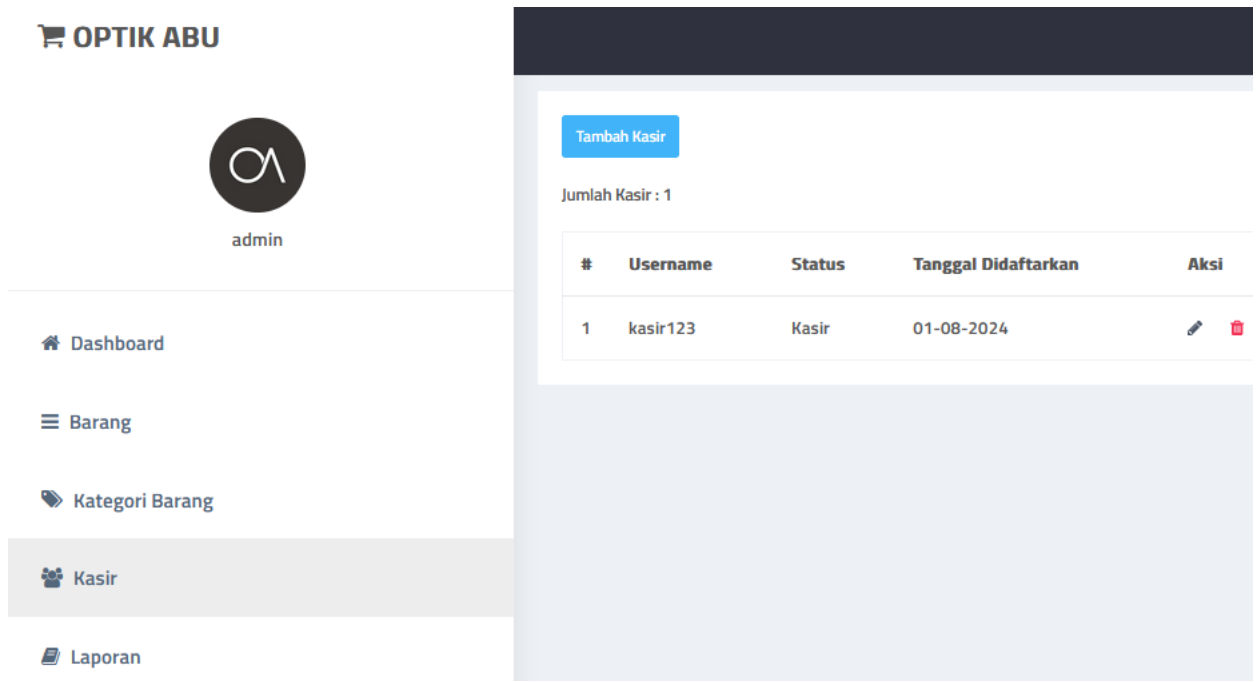 OPTIK ABU
OA
admin
Dashboard
Barang
Kategori Barang
Kasir
Laporan
Tambah Kasir
Jumlah Kasir : 1
# Username Status Tanggal Didaftarkan Aksi
1 kasir123 Kasir 01-08-2024